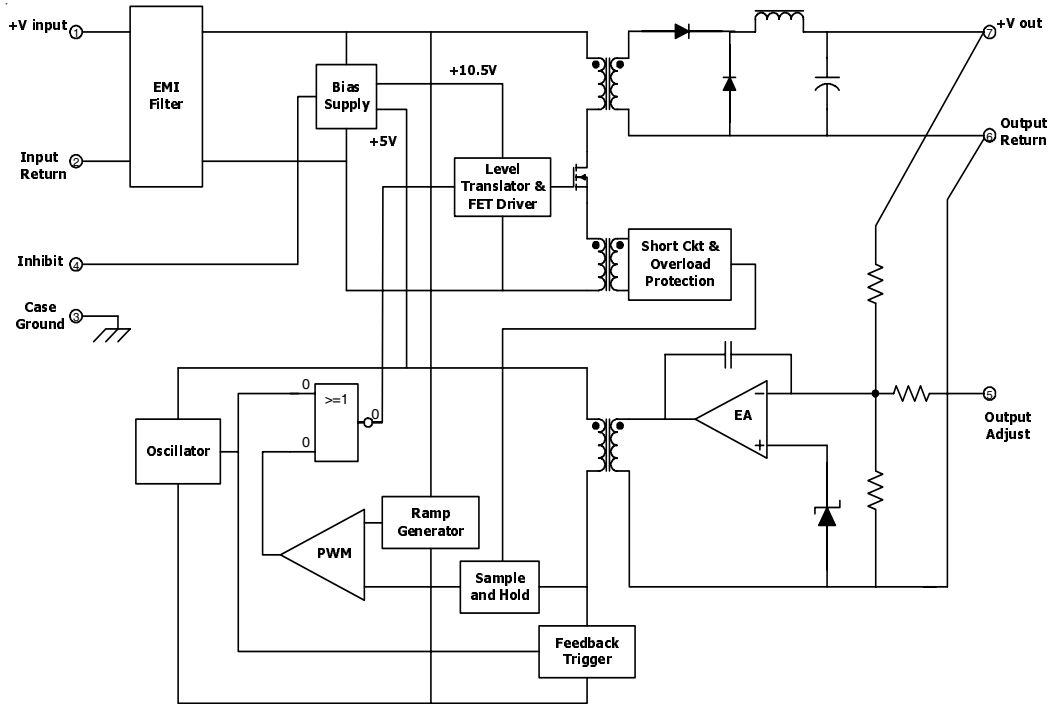 +V input
1
EMI
Filter
Input
Return
2
Inhibit
4
Case
Ground
3
Bias
Supply
+10.5V
+5V
Level
Translator &
FET Driver
Short Ckt &
Overload
Protection
7
+V out
6
Output
Return
5
Output
Adjust
EA
−
+
Oscillator
0
>=1
0
0
Ramp
Generator
PWM
Sample
and Hold
Feedback
Trigger